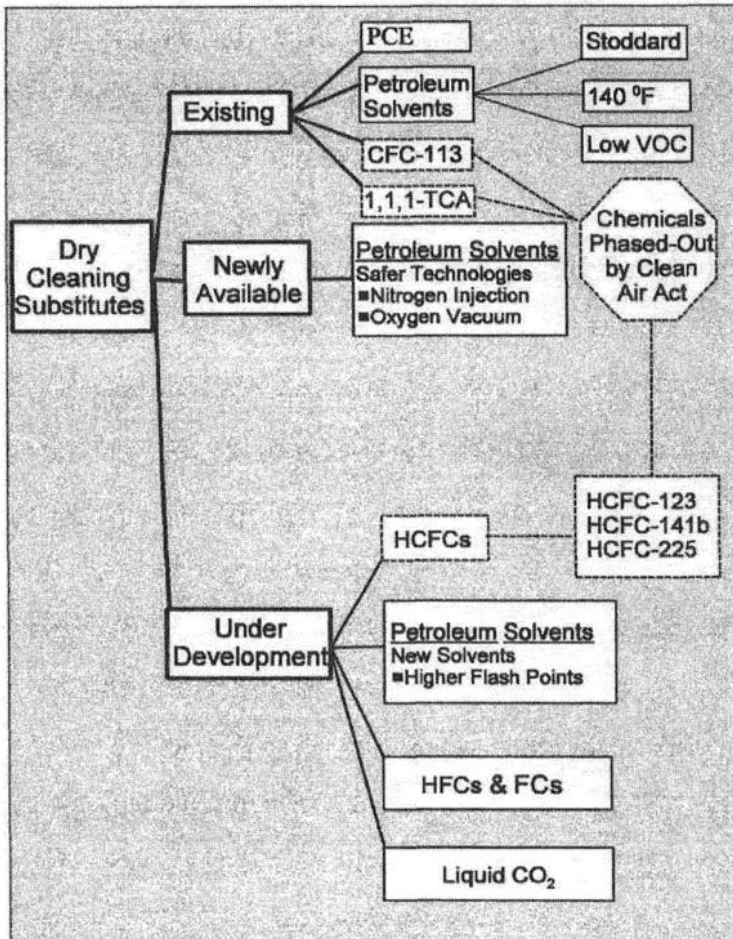 PCE
Stoddard
Petroleum
Solvents
140 ⁰F
Existing
Low VOC
CFC-113
1,1,1-TCA
Chemicals
Phased-Out
by Clean
Air Act
Dry
Cleaning
Substitutes
Newly
Available
Petroleum Solvents
Safer Technologies
■Nitrogen Injection
■Oxygen Vacuum
HCFC-123
HCFC-141b
HCFC-225
HCFCs
Under
Development
Petroleum Solvents
New Solvents
■Higher Flash Points
HFCs & FCs
Liquid CO₂